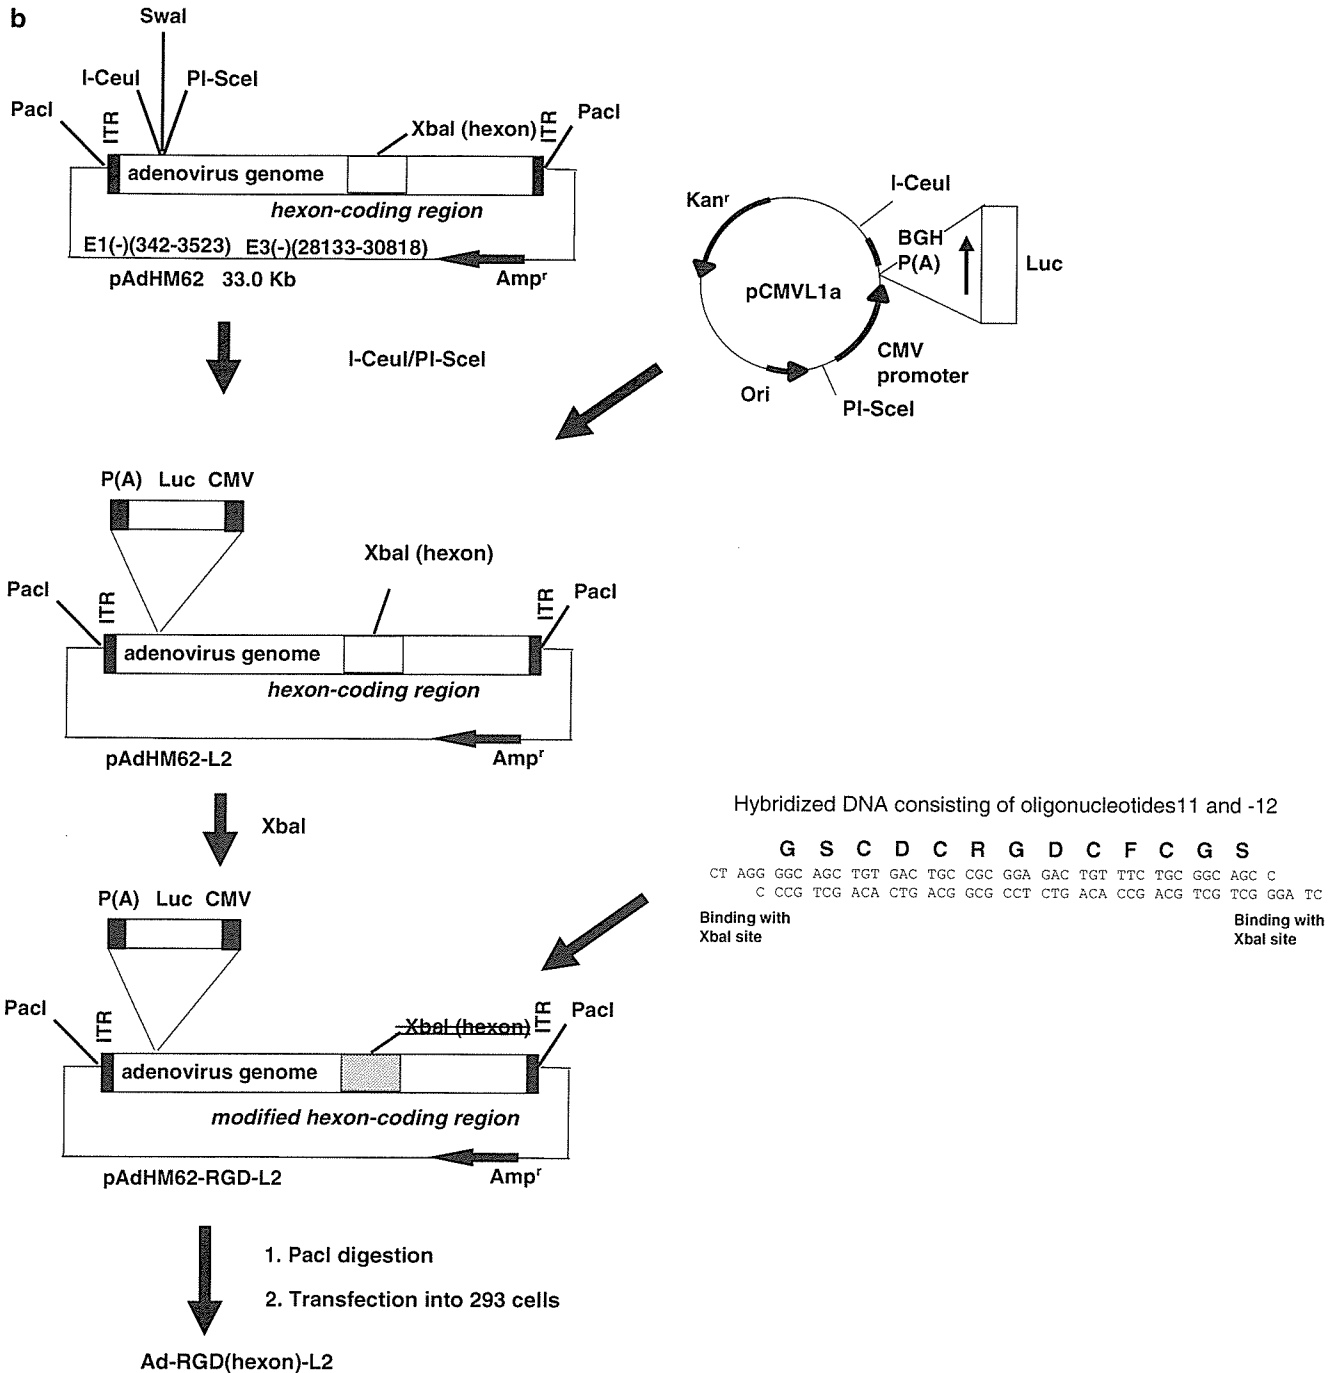 b
SwaI
I-CeuI
PI-SceI
PacI
ITR
XbaI (hexon)
ITR
PacI
adenovirus genome
hexon-coding region
E1(-)(342-3523) E3(-)(28133-30818)
pAdHM62 33.0 Kb
Ampʳ
I-CeuI/PI-SceI
Kanʳ
I-CeuI
BGH
P(A)
Luc
pCMVL1a
CMV
promoter
Ori
PI-SceI
P(A) Luc CMV
XbaI (hexon)
PacI
ITR
ITR
PacI
adenovirus genome
hexon-coding region
pAdHM62-L2
Ampʳ
XbaI
Hybridized DNA consisting of oligonucleotides11 and -12
G S C D C R G D C F C G S
CT AGG GGC AGC TGT GAC TGC CGC GGA GAC TGT TTC TGC GGC AGC C
C CCG TCG ACA CTG ACG GCG CCT CTG ACA CCG ACG TCG TCG GGA TC
Binding with
XbaI site
Binding with
XbaI site
P(A) Luc CMV
PacI
ITR
XbaI (hexon)
ITR
PacI
adenovirus genome
modified hexon-coding region
pAdHM62-RGD-L2
Ampʳ
1. PacI digestion
2. Transfection into 293 cells
Ad-RGD(hexon)-L2